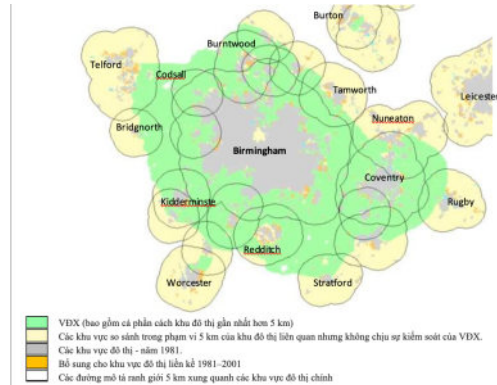 Burton
Burntwood
Telford
Codsall
Tamworth
Leicester
Nuneaton
Bridgnorth
Birmingham
Coventry
Kidderminste
Rugby
Redditch
Worcester
Stratford
VĐX (bao gồm cả phần cách khu đô thị gần nhất hơn 5 km)
Các khu vực so sánh trong phạm vi 5 km của khu đô thị liên quan nhưng không chịu sự kiểm soát của VĐX.
Các khu vực đô thị - năm 1981.
Bổ sung cho khu vực đô thị liền kề 1981–2001
Các đường mô tả ranh giới 5 km xung quanh các khu vực đô thị chính